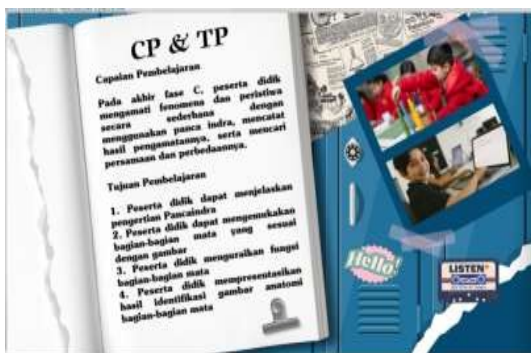 CP & TP
Capaian Pembelajaran
Pada akhir fase C, peserta didik
mengamati fenomena dan peristiwa
secara sederhana dengan
menggunakan panca indra, mencatat
hasil pengamatannya, serta mencari
persamaan dan perbedaannya.
Tujuan Pembelajaran
1. Peserta didik dapat menjelaskan
pengertian Pancaindra
2. Peserta didik dapat mengemukakan
bagian-bagian mata yang sesuai
dengan gambar
3. Peserta didik menguraikan fungsi
bagian-bagian mata
4. Peserta didik mempresentasikan
hasil identifikasi gambar anatomi
bagian-bagian mata
Hello!
LISTEN